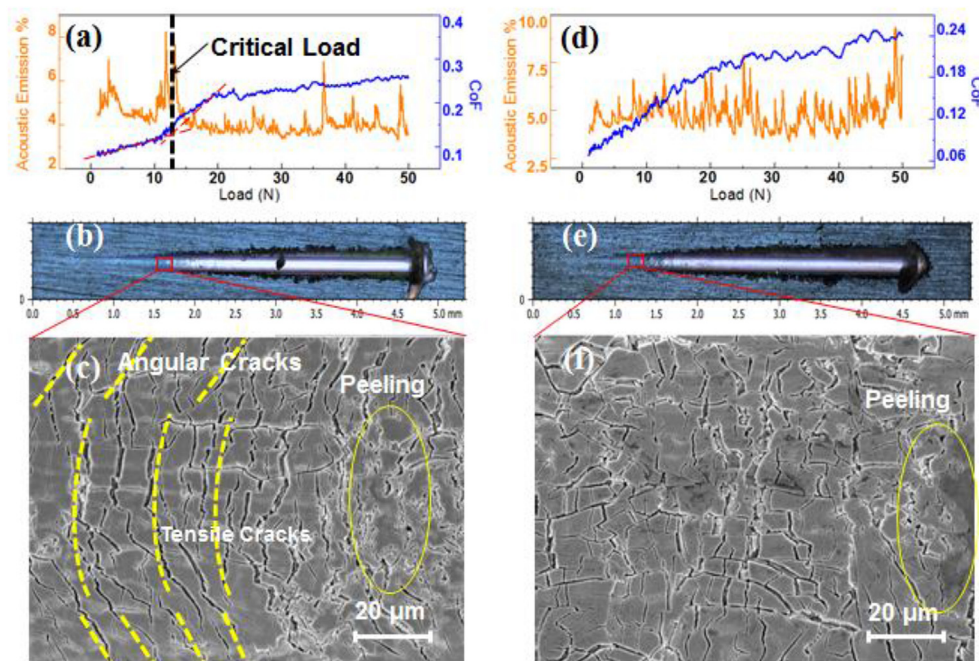 (a)
Critical Load
Acoustic Emission %
8
6
4
2
CoF
0.4
0.3
0.2
0.1
0 10 20 30 40 50
Load (N)
(d)
Acoustic Emission %
10.0
7.5
5.0
2.5
CoF
0.24
0.18
0.12
0.06
0 10 20 30 40 50
Load (N)
(b)
0
0.0 0.5 1.0 1.5 2.0 2.5 3.0 3.5 4.0 4.5 5.0 mm
(e)
0
0.0 0.5 1.0 1.5 2.0 2.5 3.0 3.5 4.0 4.5 5.0 mm
(c)
Angular Cracks
Peeling
Tensile Cracks
20 µm
(f)
Peeling
20 µm